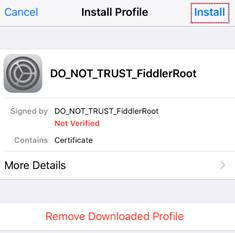 Cancel Install Profile Install
DO_NOT_TRUST_FiddlerRoot
Signed by DO_NOT_TRUST_FiddlerRoot
Not Verified
Contains Certificate
More Details
Remove Downloaded Profile